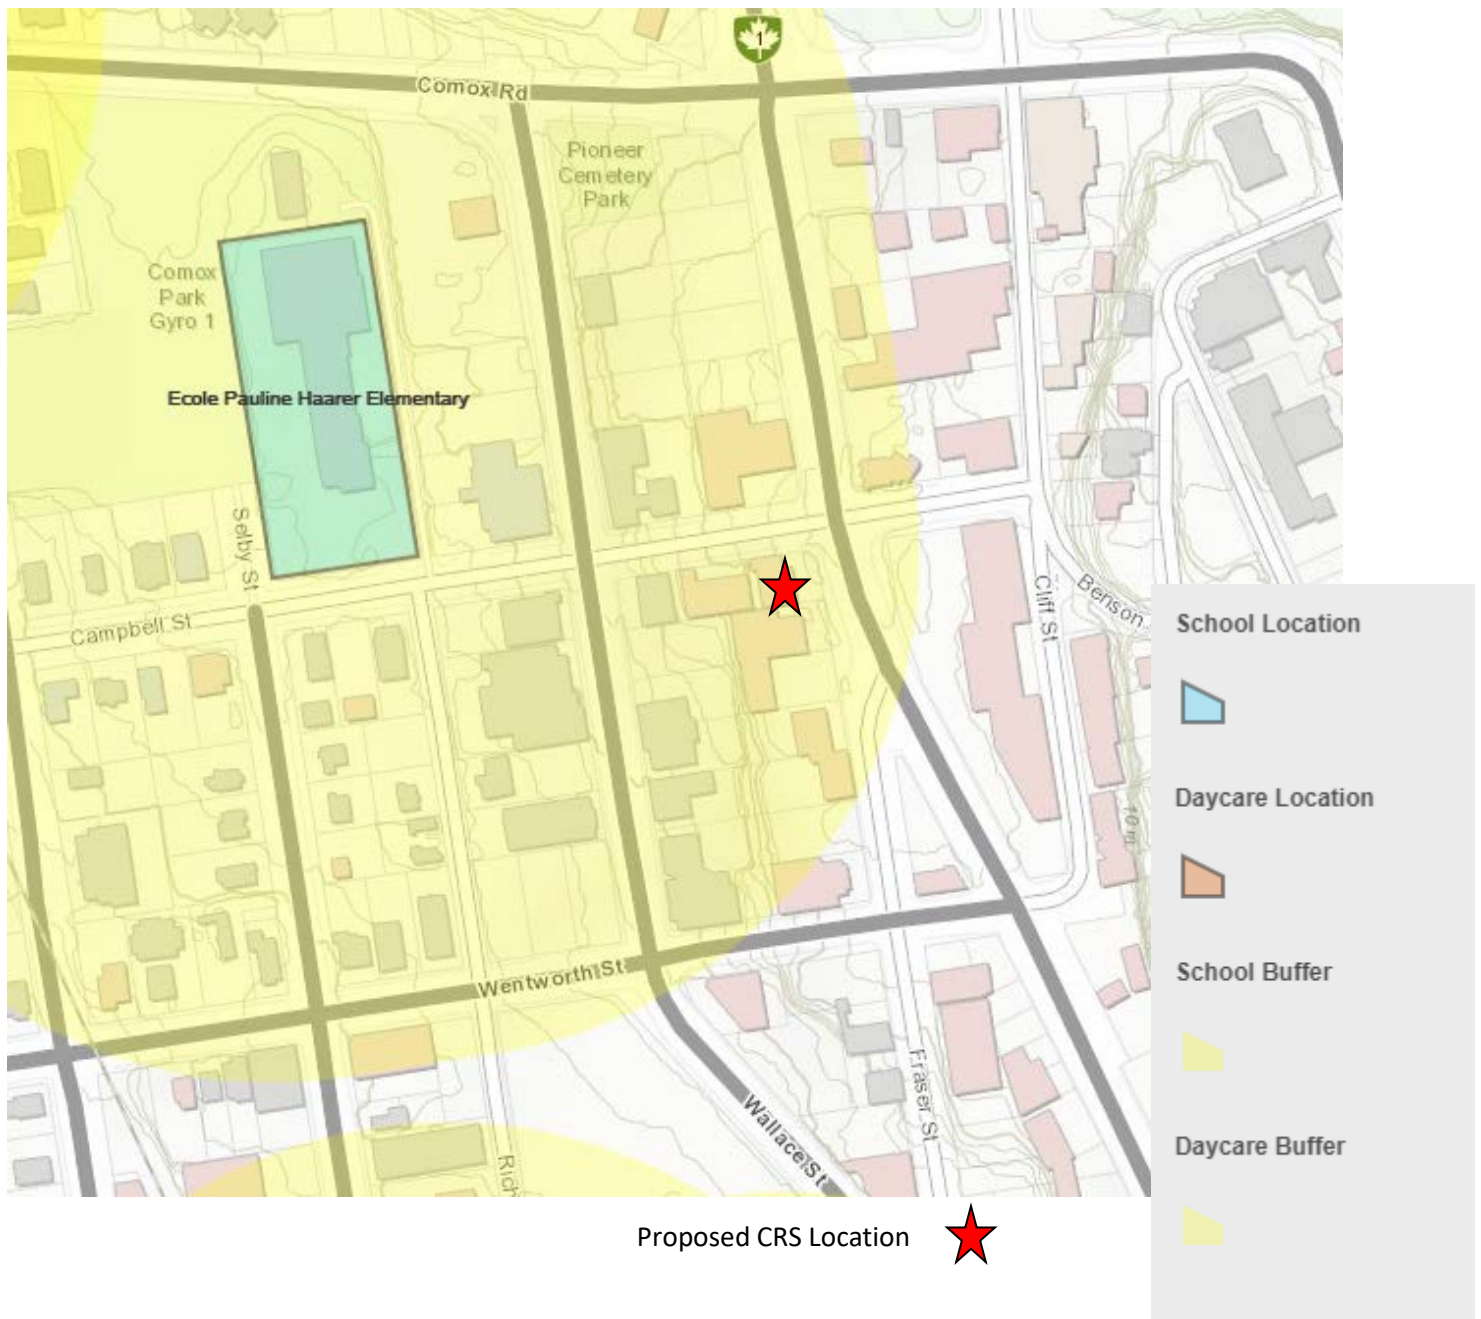 1
Comox Rd
Pioneer
Cemetery
Park
Comox
Park
Gyro 1
Ecole Pauline Haarer Elementary
Selby St
Campbell St
Cliff St
Benson
10 m
Wentworth St
Fraser St
Wallace St
Rich
School Location
Daycare Location
School Buffer
Daycare Buffer
Proposed CRS Location